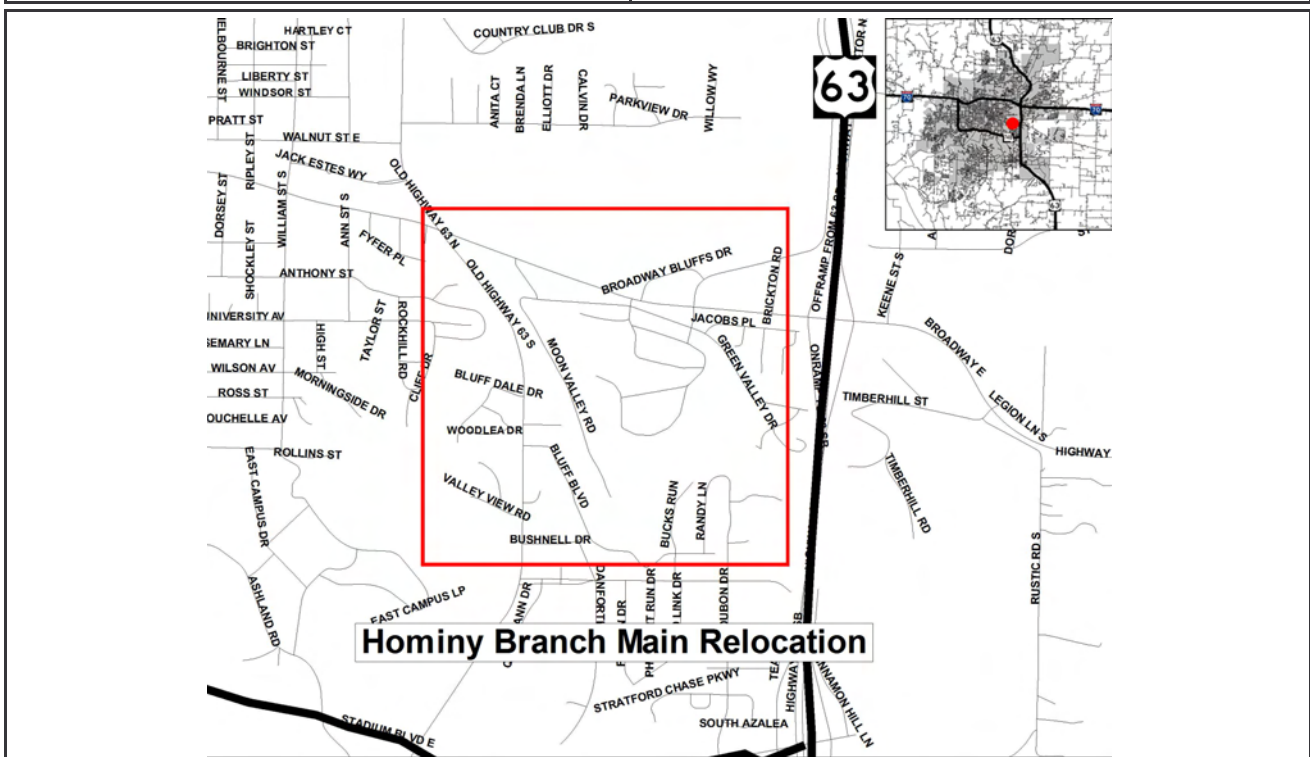 HARTLEY CT
COUNTRY CLUB DR S
BRIGHTON ST
LIBERTY ST
WINDSOR ST
PRATT ST
WALNUT ST E
JACK ESTES WY
RIPLEY ST
DORSEY ST
WILLIAM ST S
ANN ST S
SHOCKLEY ST
ANITA CT
BRENDA LN
ELLIOTT DR
CALVIN DR
PARKVIEW DR
WILLOW WY
63
63
70
70
63
OLD HIGHWAY 63 N
FYFER PL
ANTHONY ST
OLD HIGHWAY 63 S
BROADWAY BLUFFS DR
BRICKTON RD
JACOBS PL
KEENE ST S
BROADWAY E
TAYLOR ST
ROCKHILL RD
HIGH ST
WILSON AV
ROSS ST
MORNINGSIDE DR
CLIFF DR
BLUFF DALE DR
MOON VALLEY RD
GREEN VALLEY DR
WOODLEA DR
TIMBERHILL ST
LEGION LN S
HIGHWAY
ROLLINS ST
EAST CAMPUS DR
VALLEY VIEW RD
BLUFF BLVD
BUCKS RUN
RANDY LN
TIMBERHILL RD
BUSHNELL DR
RUSTIC RD S
ASHLAND RD
EAST CAMPUS LP
Hominy Branch Main Relocation
STRATFORD CHASE PKWY
SOUTH AZALEA
STADIUM BLVD E